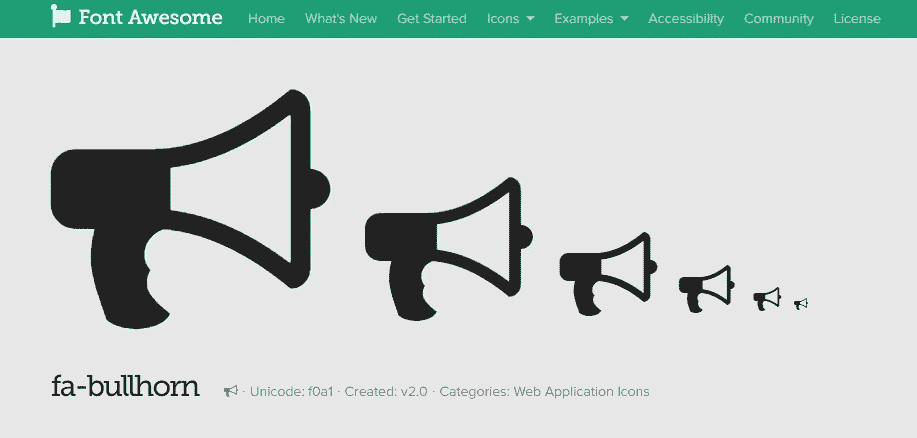 Font Awesome Home What's New Get Started Icons Examples Accessibility Community License
fa-bullhorn · Unicode: f0a1 · Created: v2.0 · Categories: Web Application Icons